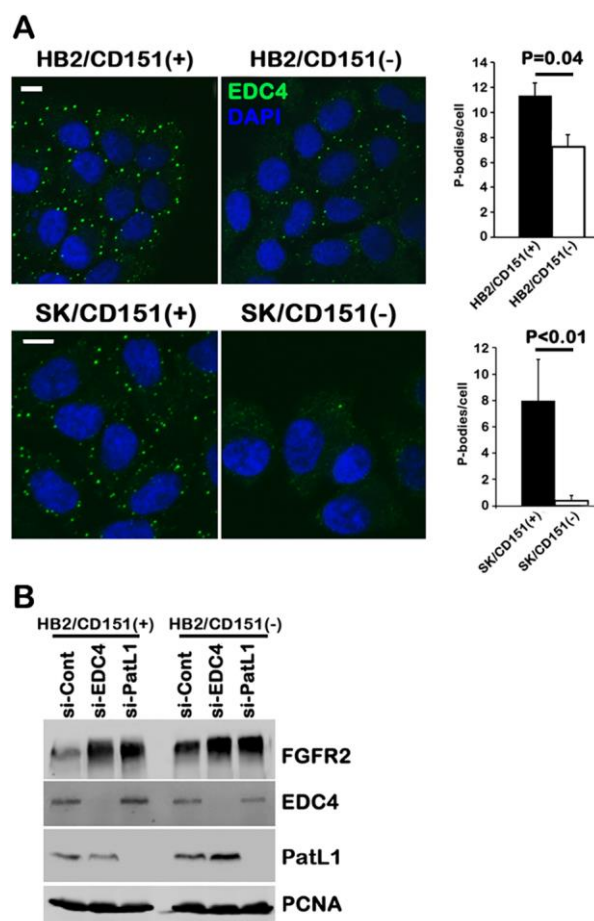 A
HB2/CD151(+)
HB2/CD151(-)
EDC4
DAPI
P=0.04
P-bodies/cell
14
12
10
8
6
4
2
0
HB2/CD151(+)
HB2/CD151(-)
SK/CD151(+)
SK/CD151(-)
P<0.01
P-bodies/cell
12
10
8
6
4
2
0
SK/CD151(+)
SK/CD151(-)
B
HB2/CD151(+)
HB2/CD151(-)
si-Cont
si-EDC4
si-PatL1
si-Cont
si-EDC4
si-PatL1
FGFR2
EDC4
PatL1
PCNA